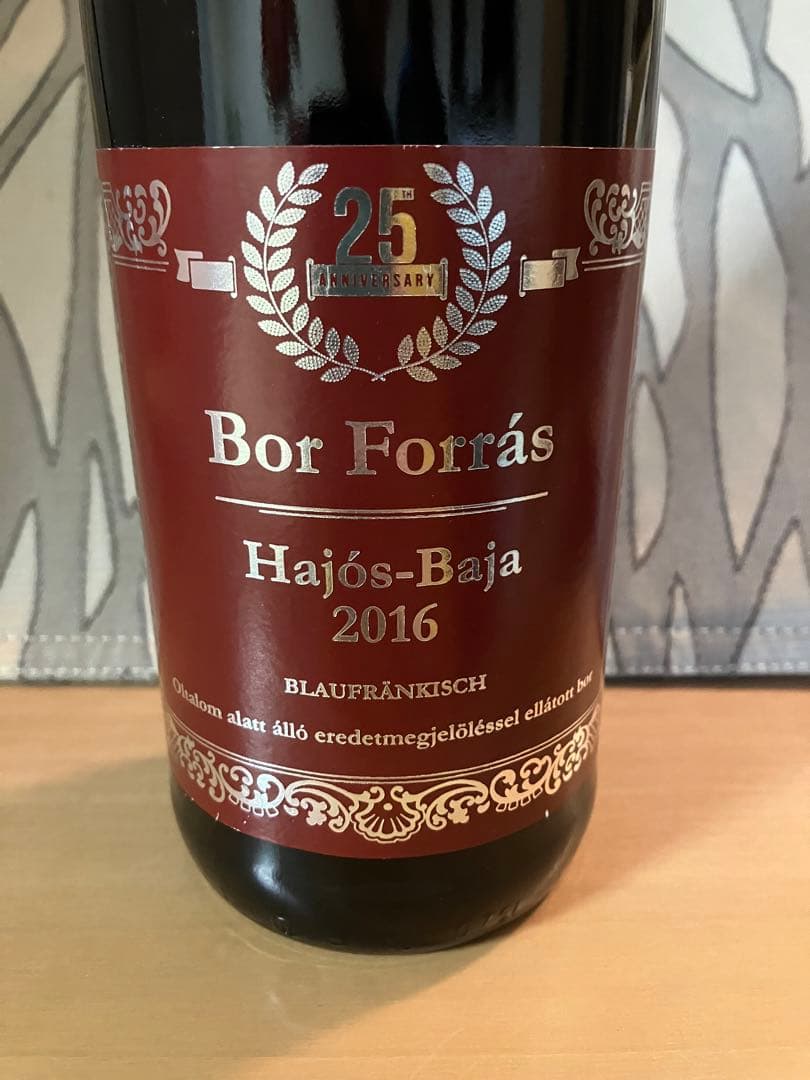 25TH
ANNIVERSARY
Bor Forrás
Hajós-Baja
2016
BLAUFRÄNKISCH
Oltalom alatt álló eredetmegjelöléssel ellátott bor